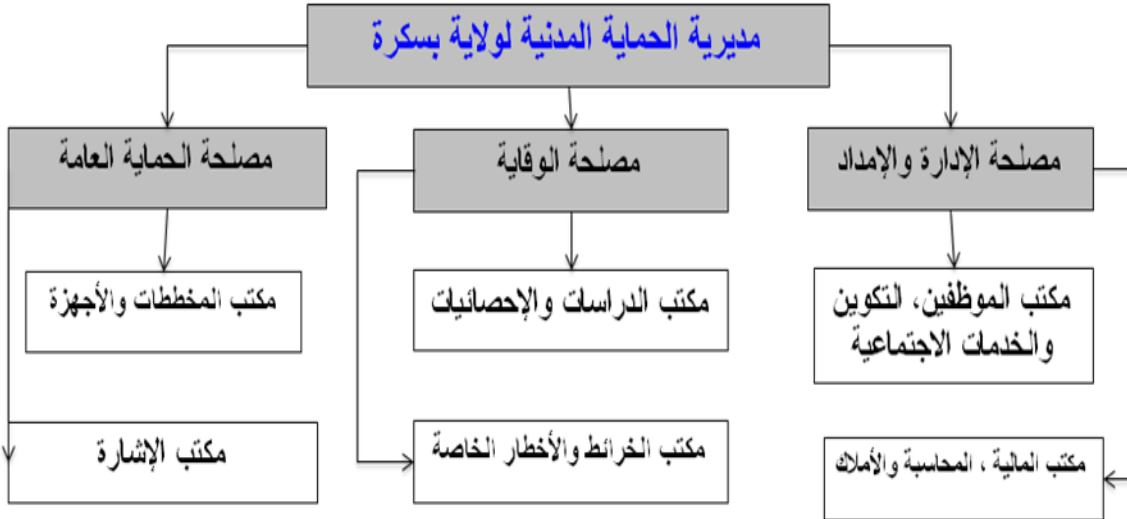 مديرية الحماية المدنية لولاية بسكرة
مصلحة الإدارة والإمداد
مصلحة الوقاية
مصلحة الحماية العامة
مكتب الموظفين، التكوين
والخدمات الاجتماعية
مكتب الدراسات والإحصائيات
مكتب المخططات والأجهزة
مكتب المالية ، المحاسبة والأملاك
مكتب الخرائط والأخطار الخاصة
مكتب الإشارة